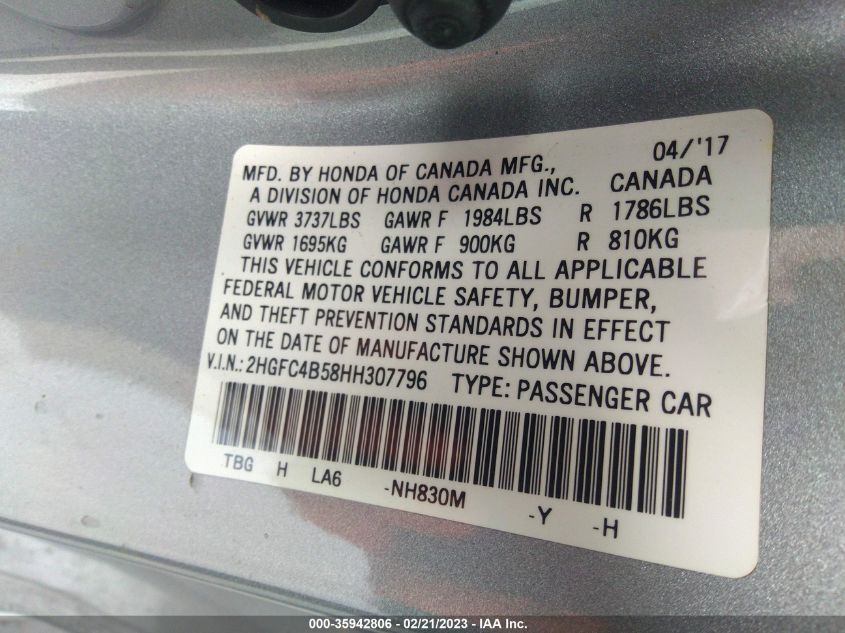 04/'17
MFD. BY HONDA OF CANADA MFG.,
A DIVISION OF HONDA CANADA INC. CANADA
GVWR 3737LBS GAWR F 1984LBS R 1786LBS
GVWR 1695KG GAWR F 900KG R 810KG
THIS VEHICLE CONFORMS TO ALL APPLICABLE
FEDERAL MOTOR VEHICLE SAFETY, BUMPER,
AND THEFT PREVENTION STANDARDS IN EFFECT
ON THE DATE OF MANUFACTURE SHOWN ABOVE.
V.I.N.: 2HGFC4B58HH307796 TYPE: PASSENGER CAR
TBG H LA6 -NH830M -Y -H
000-35942806 - 02/21/2023 - IAA Inc.